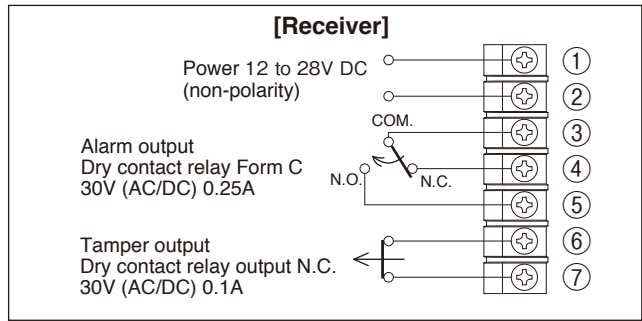 [Receiver]
Power 12 to 28V DC
(non-polarity)
COM.
Alarm output
Dry contact relay Form C
30V (AC/DC) 0.25A
N.O.
N.C.
Tamper output
Dry contact relay output N.C.
30V (AC/DC) 0.1A
①
②
③
④
⑤
⑥
⑦